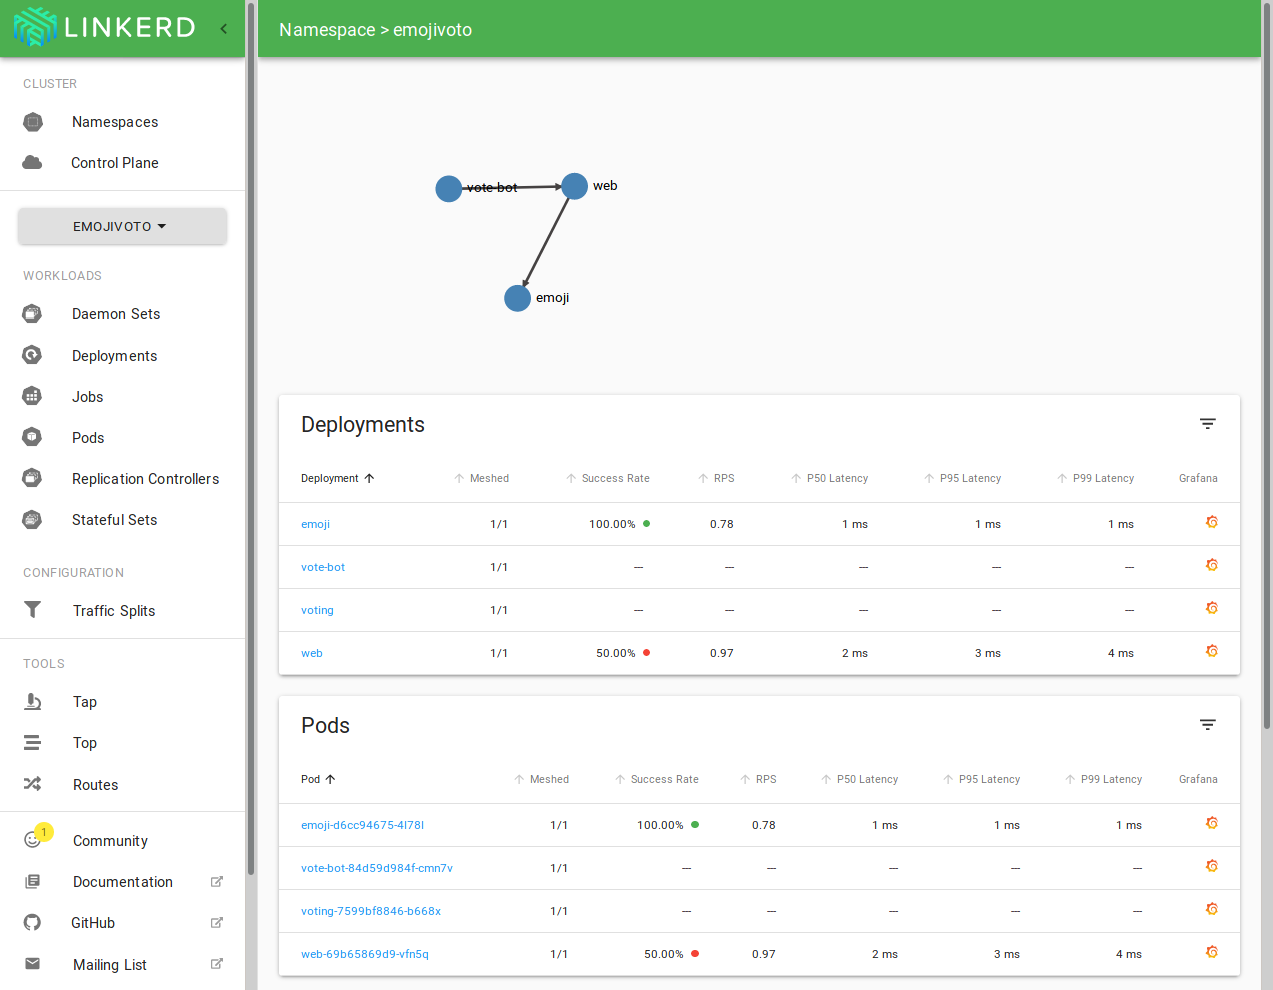 LINKERD
Namespace > emojivoto
CLUSTER
Namespaces
Control Plane
EMOJIVOTO
WORKLOADS
Daemon Sets
Deployments
Jobs
Pods
Replication Controllers
Stateful Sets
CONFIGURATION
Traffic Splits
TOOLS
Tap
Top
Routes
1
Community
Documentation
GitHub
Mailing List
vote-bot
web
emoji
Deployments
Deployment Meshed Success Rate RPS P50 Latency P95 Latency P99 Latency Grafana
emoji 1/1 100.00% 0.78 1 ms 1 ms 1 ms
vote-bot 1/1 --- --- --- --- ---
voting 1/1 --- --- --- --- ---
web 1/1 50.00% 0.97 2 ms 3 ms 4 ms
Pods
Pod Meshed Success Rate RPS P50 Latency P95 Latency P99 Latency Grafana
emoji-d6cc94675-4l78l 1/1 100.00% 0.78 1 ms 1 ms 1 ms
vote-bot-84d59d984f-cmn7v 1/1 --- --- --- --- ---
voting-7599bf8846-b668x 1/1 --- --- --- --- ---
web-69b65869d9-vfn5q 1/1 50.00% 0.97 2 ms 3 ms 4 ms